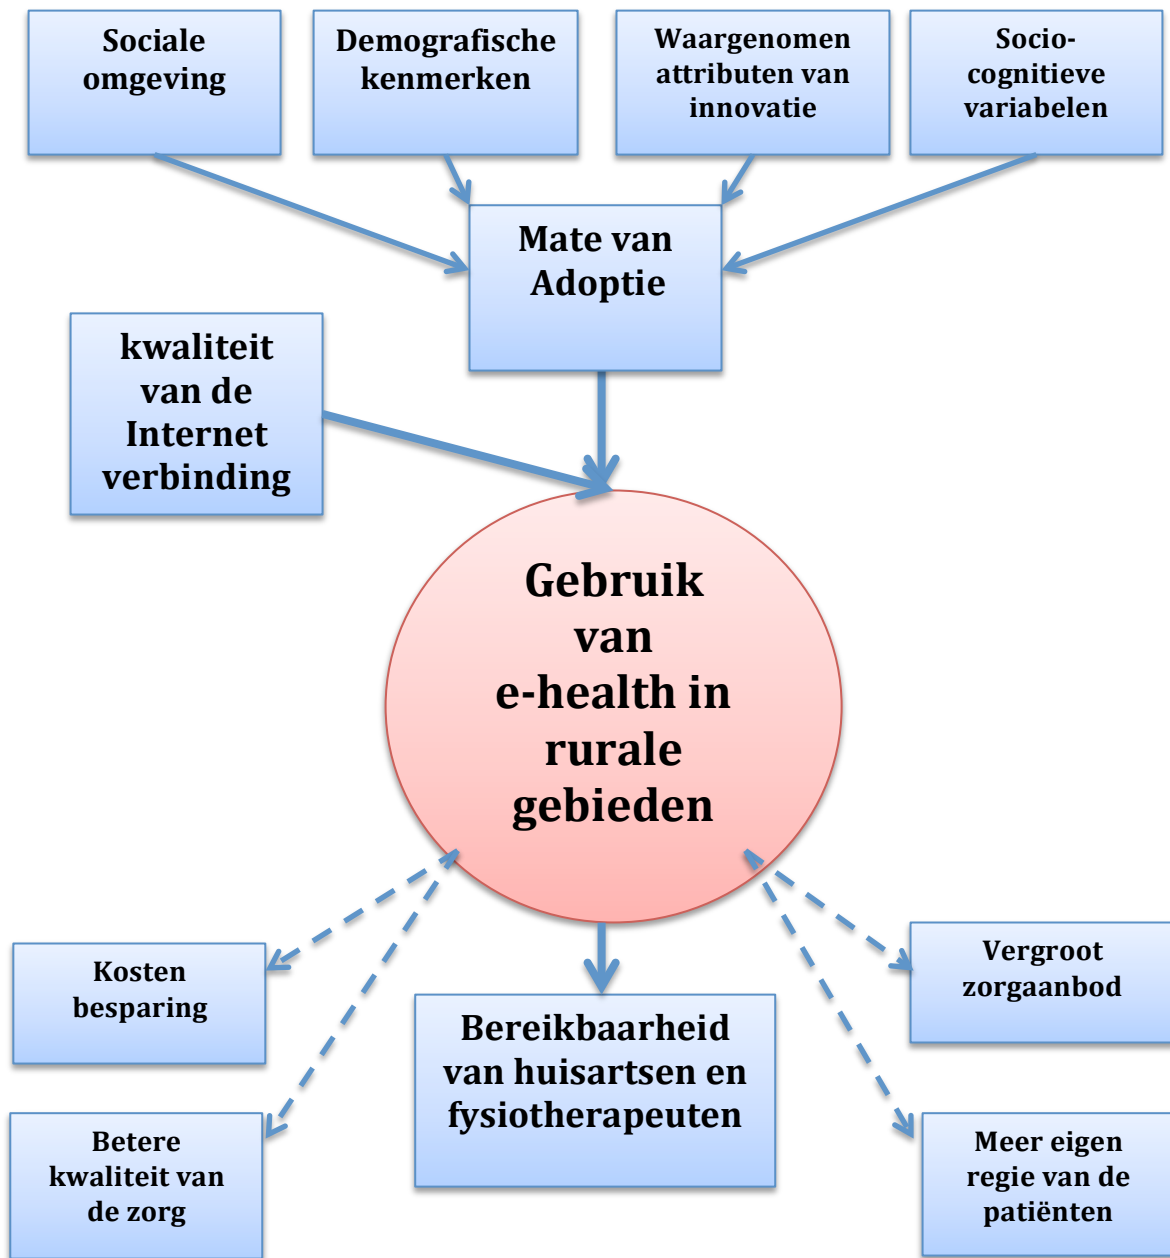 Sociale
omgeving
Demografische
kenmerken
Waargenomen
attributen van
innovatie
Socio-
cognitieve
variabelen
Mate van
Adoptie
kwaliteit
van de
Internet
verbinding
Gebruik
van
e-health in
rurale
gebieden
Kosten
besparing
Bereikbaarheid
van huisartsen en
fysiotherapeuten
Vergroot
zorgaanbod
Betere
kwaliteit van
de zorg
Meer eigen
regie van de
patiënten